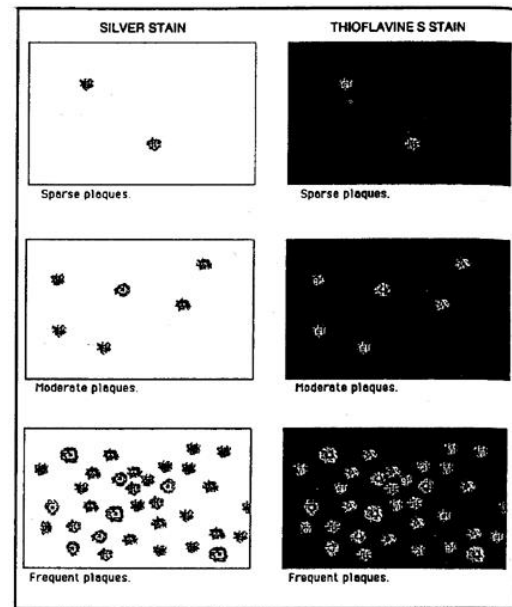 SILVER STAIN
THIOFLAVINE S STAIN
Sparse plaques.
Sparse plaques.
Moderate plaques.
Moderate plaques.
Frequent plaques.
Frequent plaques.